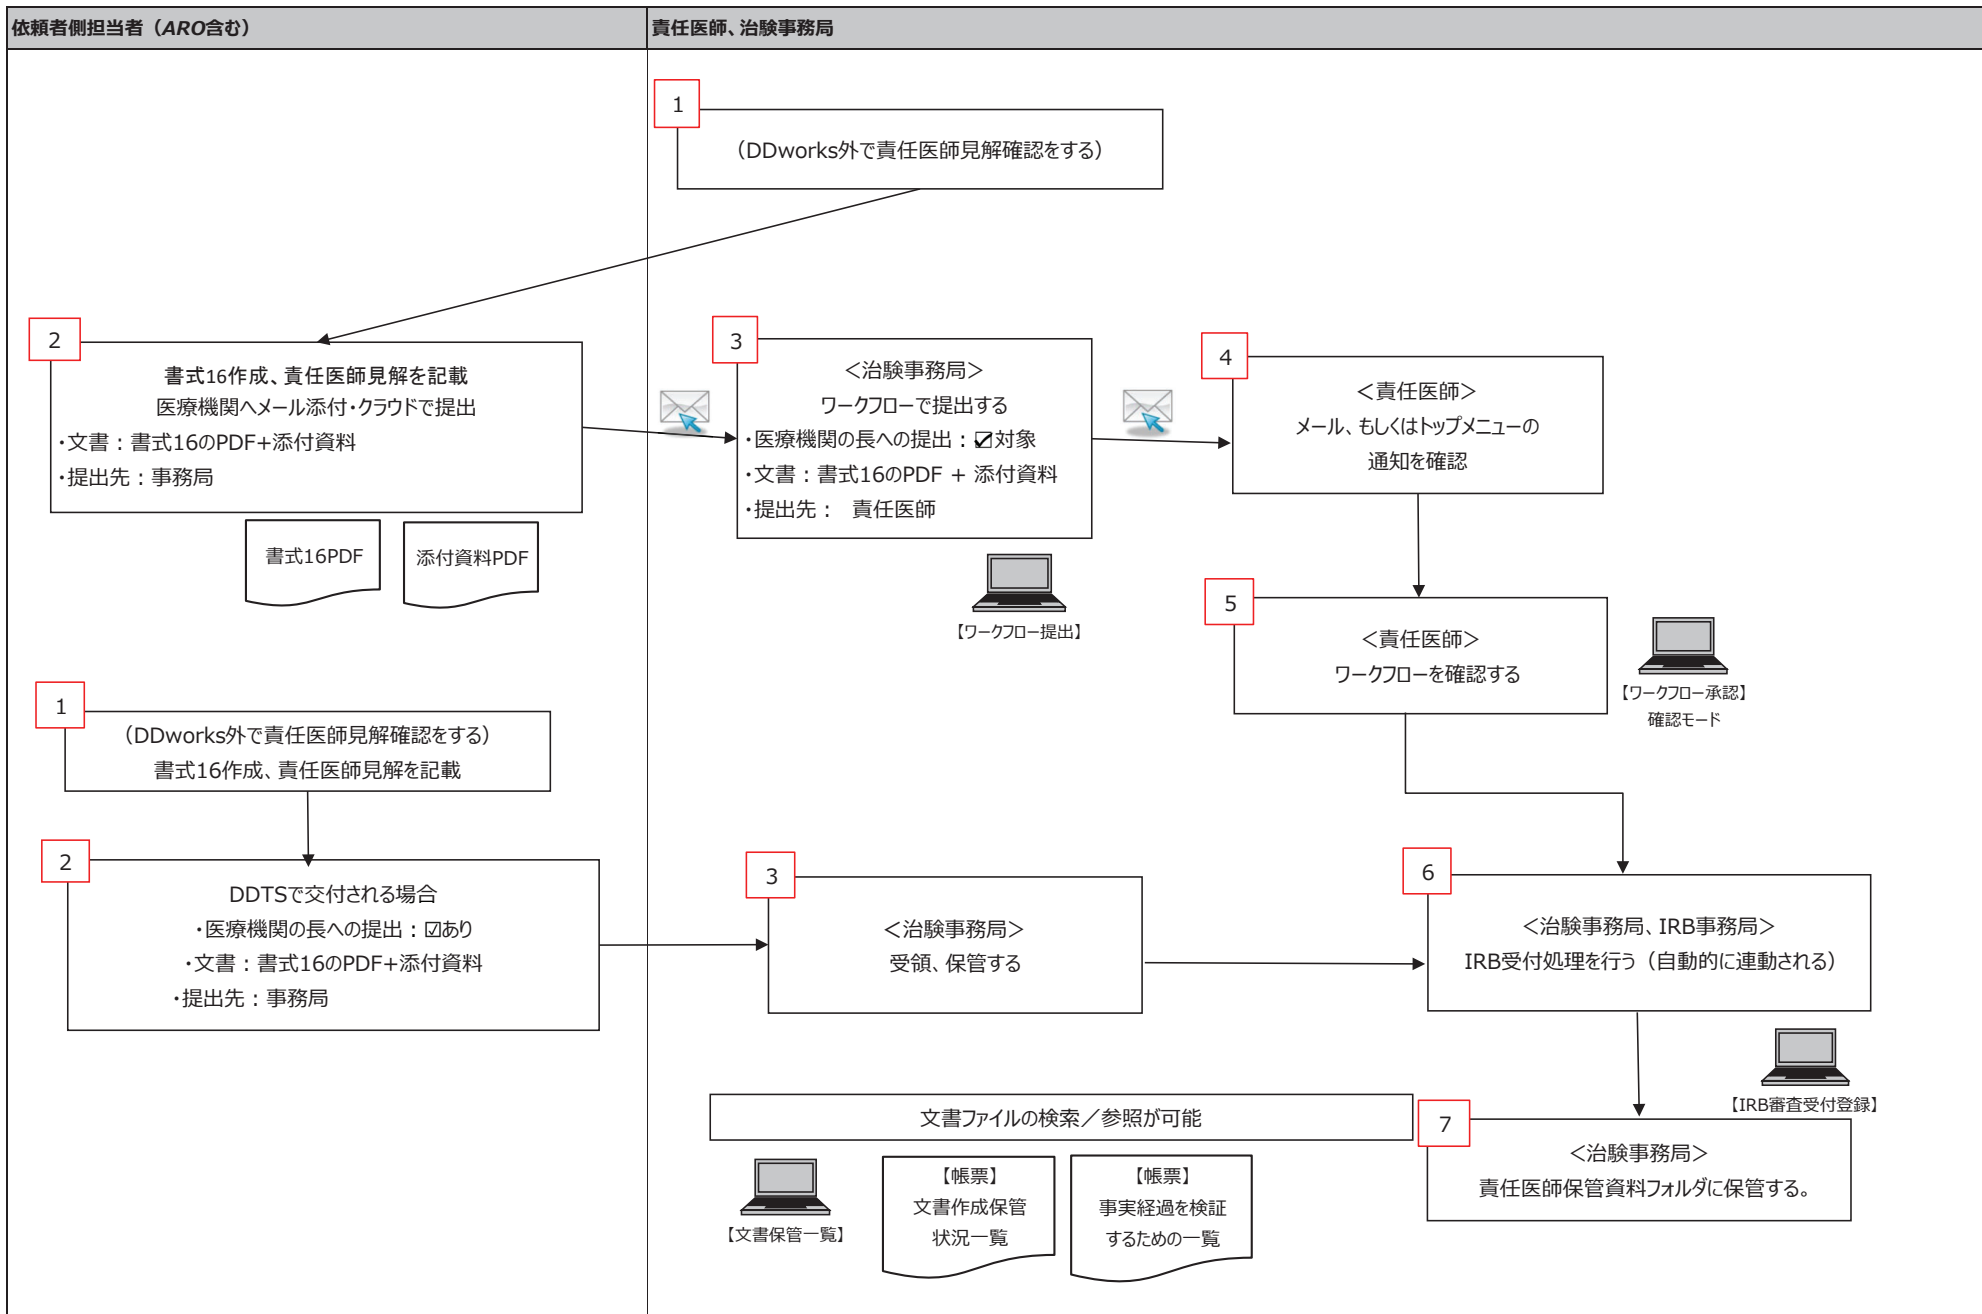 依頼者側担当者（ARO含む）
責任医師、治験事務局
1
（DDworks外で責任医師見解確認をする）
2
書式16作成、責任医師見解を記載
医療機関へメール添付・クラウドで提出
・文書：書式16のPDF+添付資料
・提出先：事務局
書式16PDF
添付資料PDF
3
＜治験事務局＞
ワークフローで提出する
・医療機関の長への提出：☑対象
・文書：書式16のPDF + 添付資料
・提出先：　責任医師
【ワークフロー提出】
4
＜責任医師＞
メール、もしくはトップメニューの
通知を確認
5
＜責任医師＞
ワークフローを確認する
【ワークフロー承認】
確認モード
1
（DDworks外で責任医師見解確認をする）
書式16作成、責任医師見解を記載
2
DDTSで交付される場合
・医療機関の長への提出：☑あり
・文書：書式16のPDF+添付資料
・提出先：事務局
3
＜治験事務局＞
受領、保管する
6
＜治験事務局、IRB事務局＞
IRB受付処理を行う（自動的に連動される）
【IRB審査受付登録】
7
＜治験事務局＞
責任医師保管資料フォルダに保管する。
文書ファイルの検索／参照が可能
【文書保管一覧】
【帳票】
文書作成保管
状況一覧
【帳票】
事実経過を検証
するための一覧